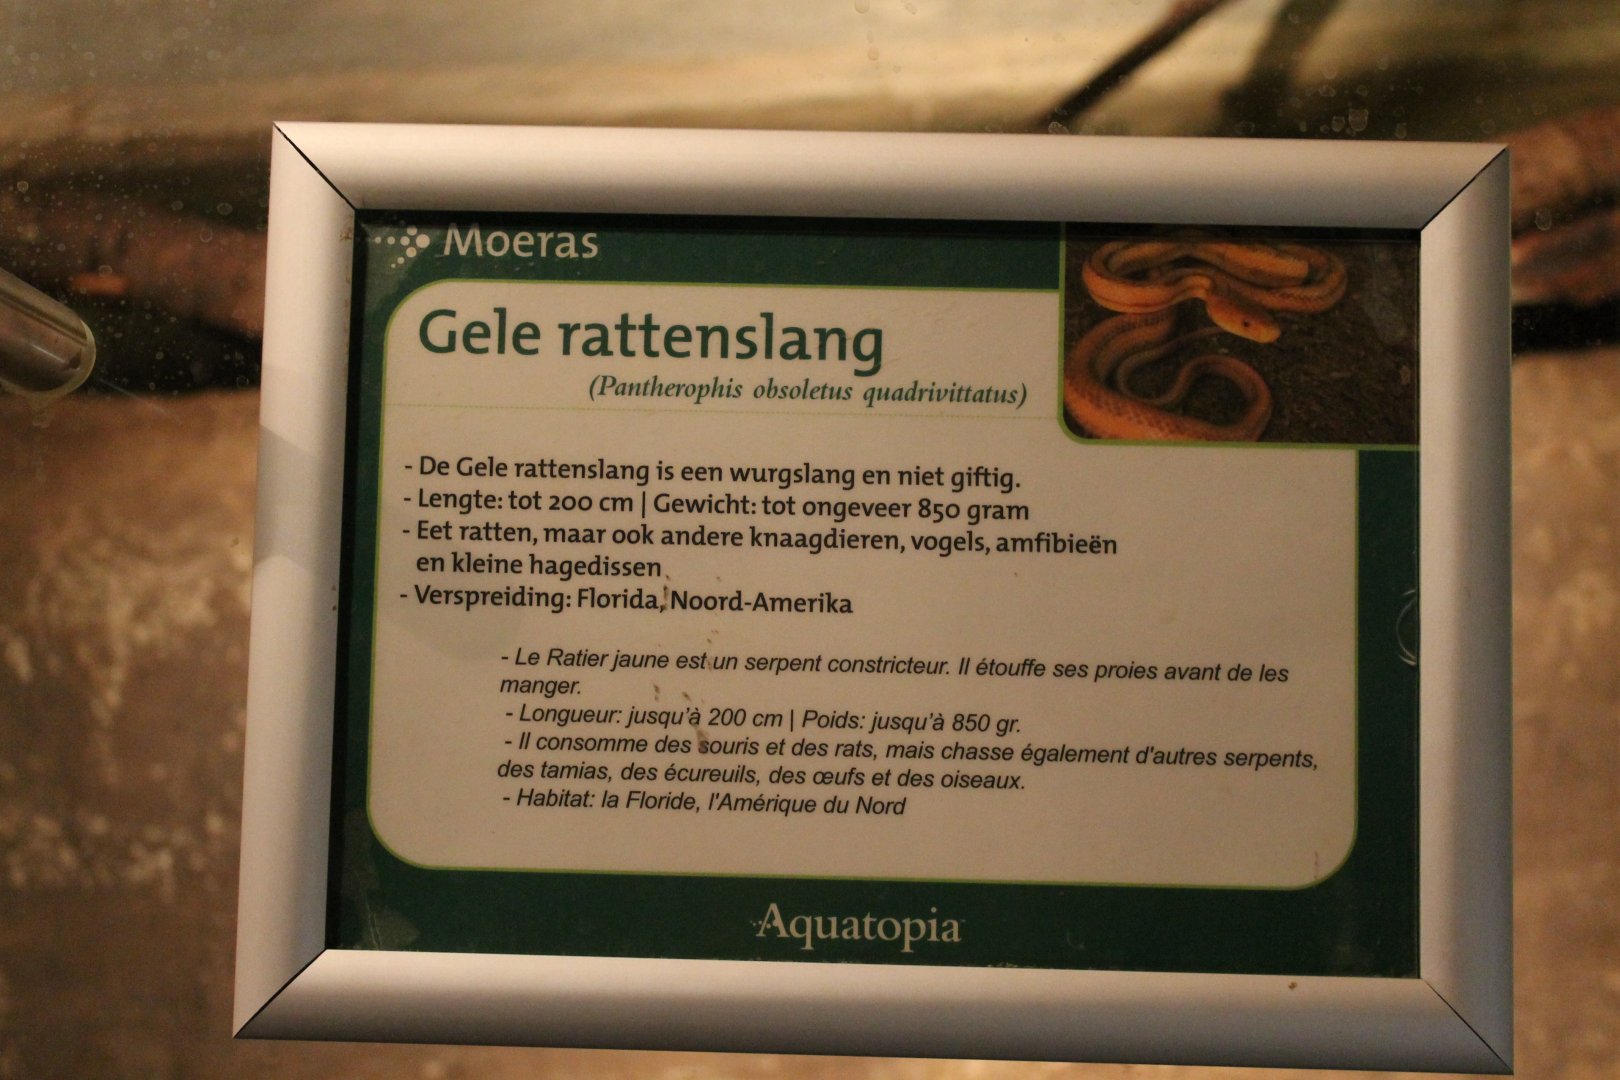 Moeras
Gele rattenslang
(Pantherophis obsoletus quadrivittatus)
- De Gele rattenslang is een wurgslang en niet giftig.
- Lengte: tot 200 cm | Gewicht: tot ongeveer 850 gram
- Eet ratten, maar ook andere knaagdieren, vogels, amfibieën
en kleine hagedissen
- Verspreiding: Florida, Noord-Amerika
- Le Ratier jaune est un serpent constricteur. Il étouffe ses proies avant de les
manger.
- Longueur: jusqu'à 200 cm | Poids: jusqu'à 850 gr.
- Il consomme des souris et des rats, mais chasse également d'autres serpents,
des tamias, des écureuils, des œufs et des oiseaux.
- Habitat: la Floride, l'Amérique du Nord
Aquatopia